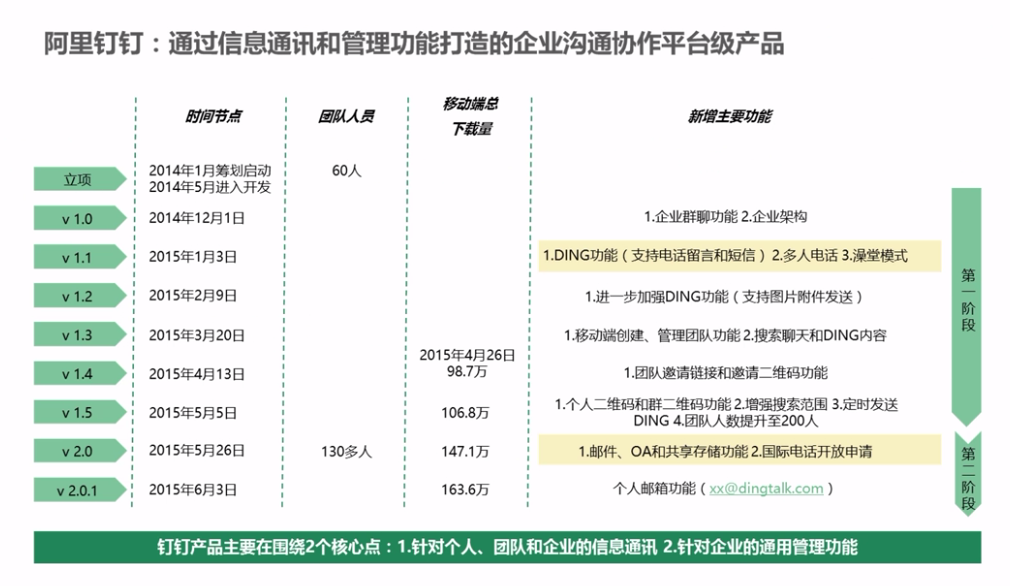 阿里钉钉：通过信息通讯和管理功能打造的企业沟通协作平台级产品
时间节点
团队人员
移动端总
下载量
新增主要功能
立项
2014年1月筹划启动
2014年5月进入开发
60人
v 1.0
2014年12月1日
1.企业群聊功能 2.企业架构
v 1.1
2015年1月3日
1.DING功能（支持电话留言和短信）2.多人电话 3.澡堂模式
v 1.2
2015年2月9日
1.进一步加强DING功能（支持图片附件发送）
v 1.3
2015年3月20日
1.移动端创建、管理团队功能 2.搜索聊天和DING内容
v 1.4
2015年4月13日
2015年4月26日
98.7万
1.团队邀请链接和邀请二维码功能
v 1.5
2015年5月5日
106.8万
1.个人二维码和群二维码功能 2.增强搜索范围 3.定时发送
DING 4.团队人数提升至200人
v 2.0
2015年5月26日
130多人
147.1万
1.邮件、OA和共享存储功能 2.国际电话开放申请
v 2.0.1
2015年6月3日
163.6万
个人邮箱功能（xx@dingtalk.com）
第一阶段
第二阶段
钉钉产品主要在围绕2个核心点：1.针对个人、团队和企业的信息通讯 2.针对企业的通用管理功能